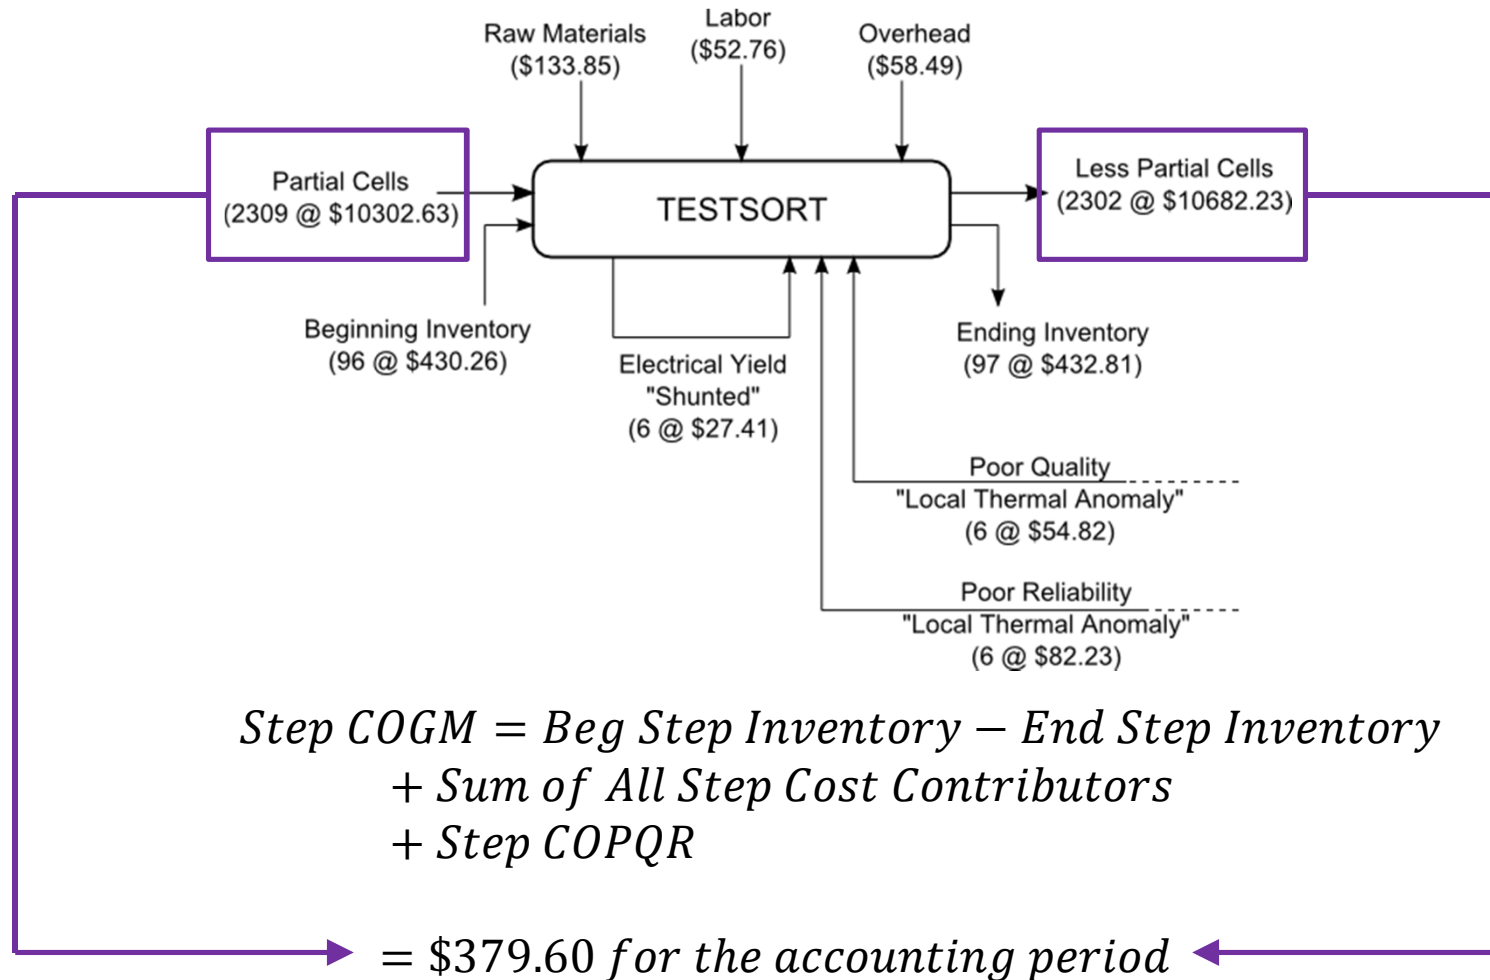 Raw Materials
($133.85)
Labor
($52.76)
Overhead
($58.49)
Partial Cells
(2309 @ $10302.63)
TESTSORT
Less Partial Cells
(2302 @ $10682.23)
Beginning Inventory
(96 @ $430.26)
Electrical Yield
"Shunted"
(6 @ $27.41)
Ending Inventory
(97 @ $432.81)
Poor Quality
"Local Thermal Anomaly"
(6 @ $54.82)
Poor Reliability
"Local Thermal Anomaly"
(6 @ $82.23)
Step COGM = Beg Step Inventory − End Step Inventory
+ Sum of All Step Cost Contributors
+ Step COPQR
= $379.60 for the accounting period